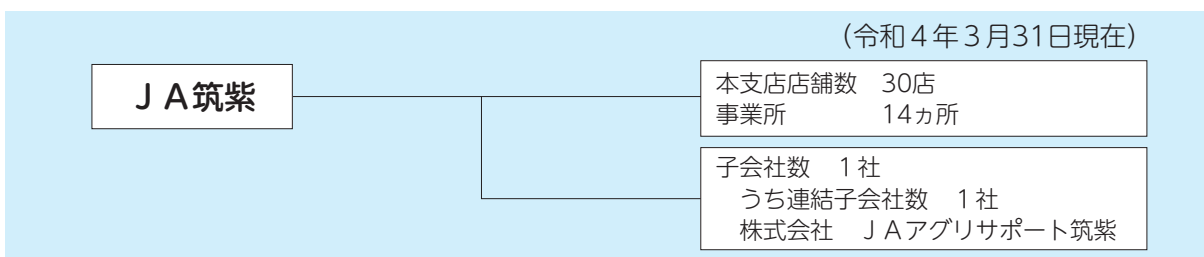 （令和４年３月31日現在）
ＪＡ筑紫
本支店店舗数　30店
事業所　　　　14ヵ所
子会社数　１社
うち連結子会社数　１社
株式会社　ＪＡアグリサポート筑紫